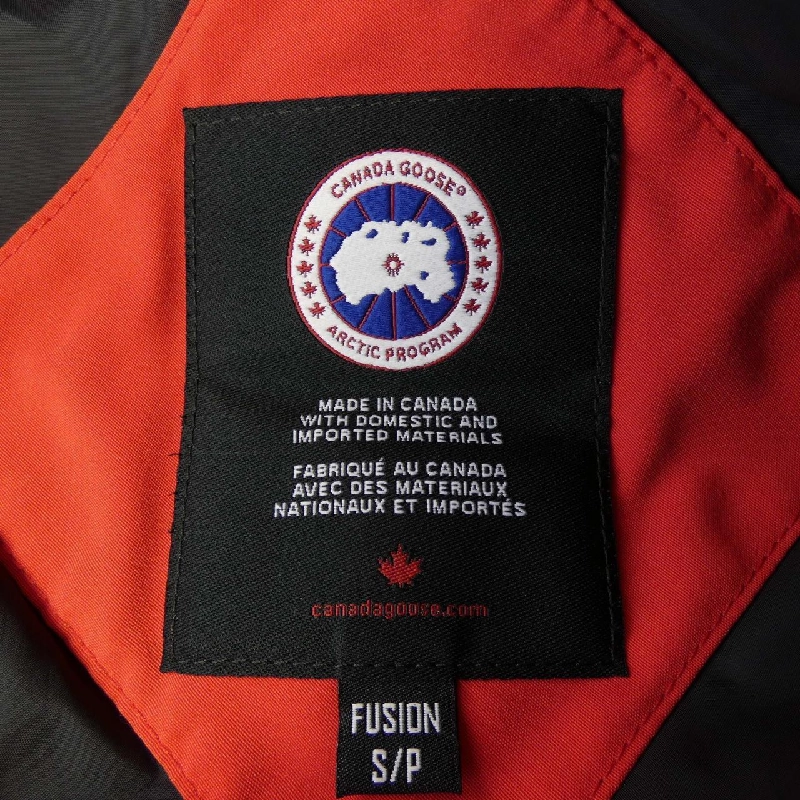 CANADA GOOSE®
ARCTIC PROGRAM
MADE IN CANADA
WITH DOMESTIC AND
IMPORTED MATERIALS
FABRIQUÉ AU CANADA
AVEC DES MATERIAUX
NATIONAUX ET IMPORTÉS
canadagoose.com
FUSION
S/P